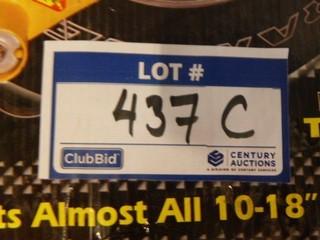 LOT #
437 C
ClubBid
CENTURY
AUCTIONS
A DIVISION OF CENTURY SERVICES
ts Almost All 10-18"